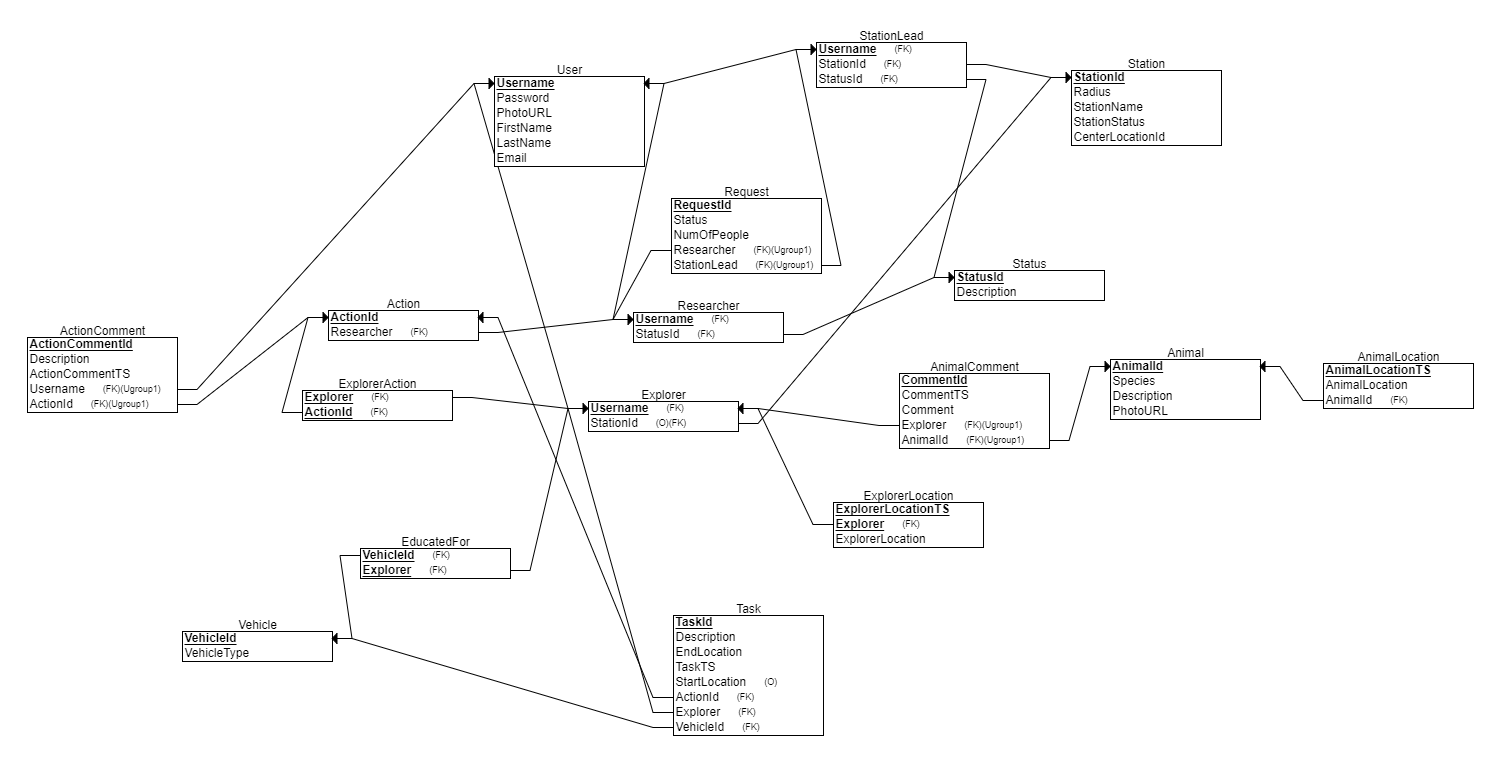 StationLead
Username (FK)
StationId (FK)
StatusId (FK)
Station
StationId
Radius
StationName
StationStatus
CenterLocationId
User
Username
Password
PhotoURL
FirstName
LastName
Email
Request
RequestId
Status
NumOfPeople
Researcher (FK)(Ugroup1)
StationLead (FK)(Ugroup1)
Status
StatusId
Description
Action
ActionId
Researcher (FK)
Researcher
Username (FK)
StatusId (FK)
ActionComment
ActionCommentId
Description
ActionCommentTS
Username (FK)(Ugroup1)
ActionId (FK)(Ugroup1)
ExplorerAction
Explorer (FK)
ActionId (FK)
Explorer
Username (FK)
StationId (O)(FK)
AnimalComment
CommentId
CommentTS
Comment
Explorer (FK)(Ugroup1)
AnimalId (FK)(Ugroup1)
Animal
AnimalId
Species
Description
PhotoURL
AnimalLocation
AnimalLocationTS
AnimalLocation
AnimalId (FK)
ExplorerLocation
ExplorerLocationTS
Explorer (FK)
ExplorerLocation
EducatedFor
VehicleId (FK)
Explorer (FK)
Vehicle
VehicleId
VehicleType
Task
TaskId
Description
EndLocation
TaskTS
StartLocation (O)
ActionId (FK)
Explorer (FK)
VehicleId (FK)